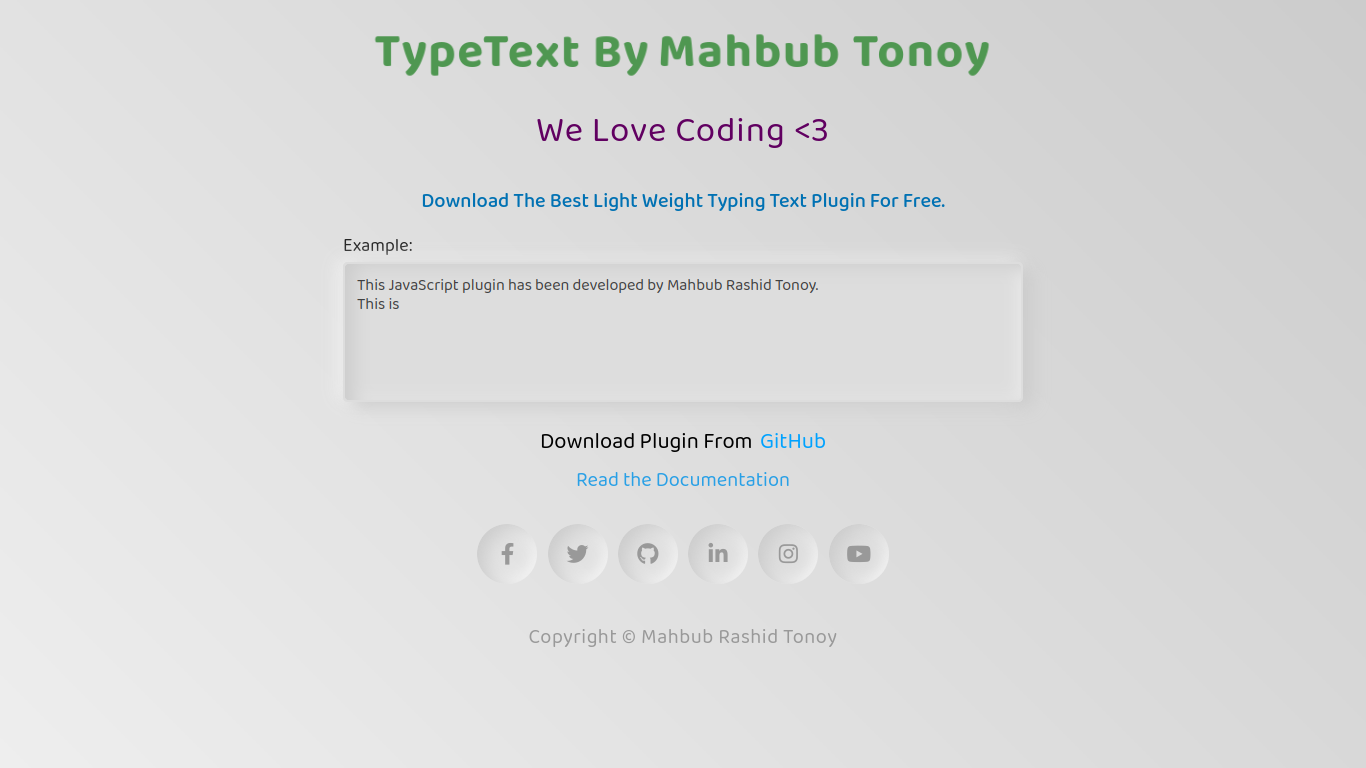 TypeText By Mahbub Tonoy
We Love Coding <3
Download The Best Light Weight Typing Text Plugin For Free.
Example:
This JavaScript plugin has been developed by Mahbub Rashid Tonoy.
This is
Download Plugin From GitHub
Read the Documentation
Copyright © Mahbub Rashid Tonoy